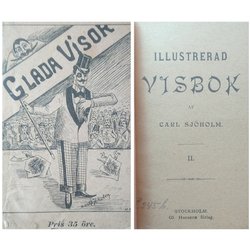 GLADA VISOR
Pris 35 öre.
ILLUSTRERAD
VISBOK
AF
CARL SJÖHOLM.
II.
STOCKHOLM.